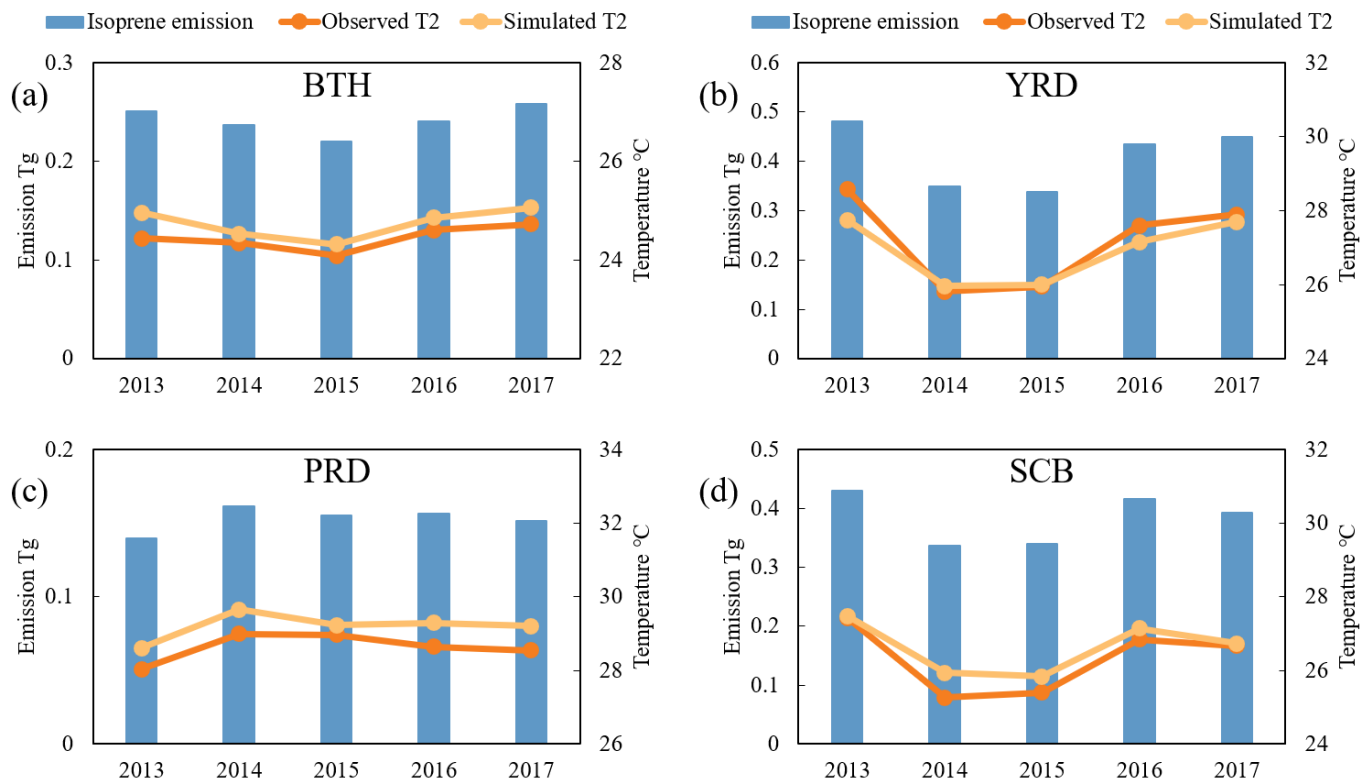 Isoprene emission Observed T2 Simulated T2
Isoprene emission Observed T2 Simulated T2
(a)
BTH
Emission Tg
0.3
0.2
0.1
0
28
26
24
22
Temperature °C
2013 2014 2015 2016 2017
(b)
YRD
Emission Tg
0.6
0.5
0.4
0.3
0.2
0.1
0
32
30
28
26
24
Temperature °C
2013 2014 2015 2016 2017
(c)
PRD
Emission Tg
0.2
0.1
0
34
32
30
28
26
Temperature °C
2013 2014 2015 2016 2017
(d)
SCB
Emission Tg
0.5
0.4
0.3
0.2
0.1
0
32
30
28
26
24
Temperature °C
2013 2014 2015 2016 2017